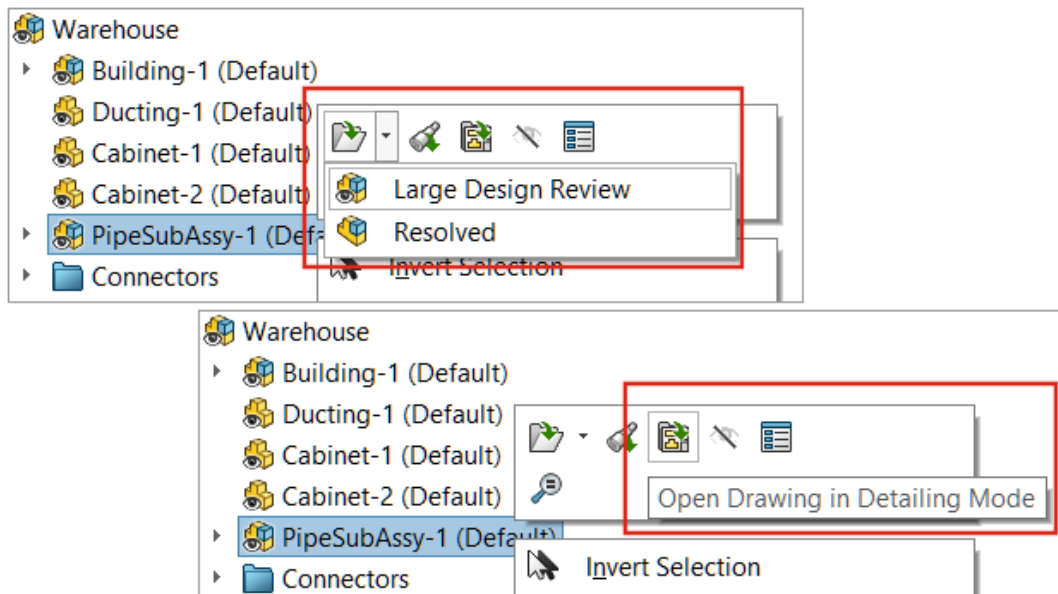 Warehouse
Building-1 (Default)
Ducting-1 (Default)
Cabinet-1 (Default)
Cabinet-2 (Default)
Large Design Review
PipeSubAssy-1 (Defa
Resolved
Connectors
Invert Selection
Warehouse
Building-1 (Default)
Ducting-1 (Default)
Cabinet-1 (Default)
Cabinet-2 (Default)
Open Drawing in Detailing Mode
PipeSubAssy-1 (Default)
Connectors
Invert Selection